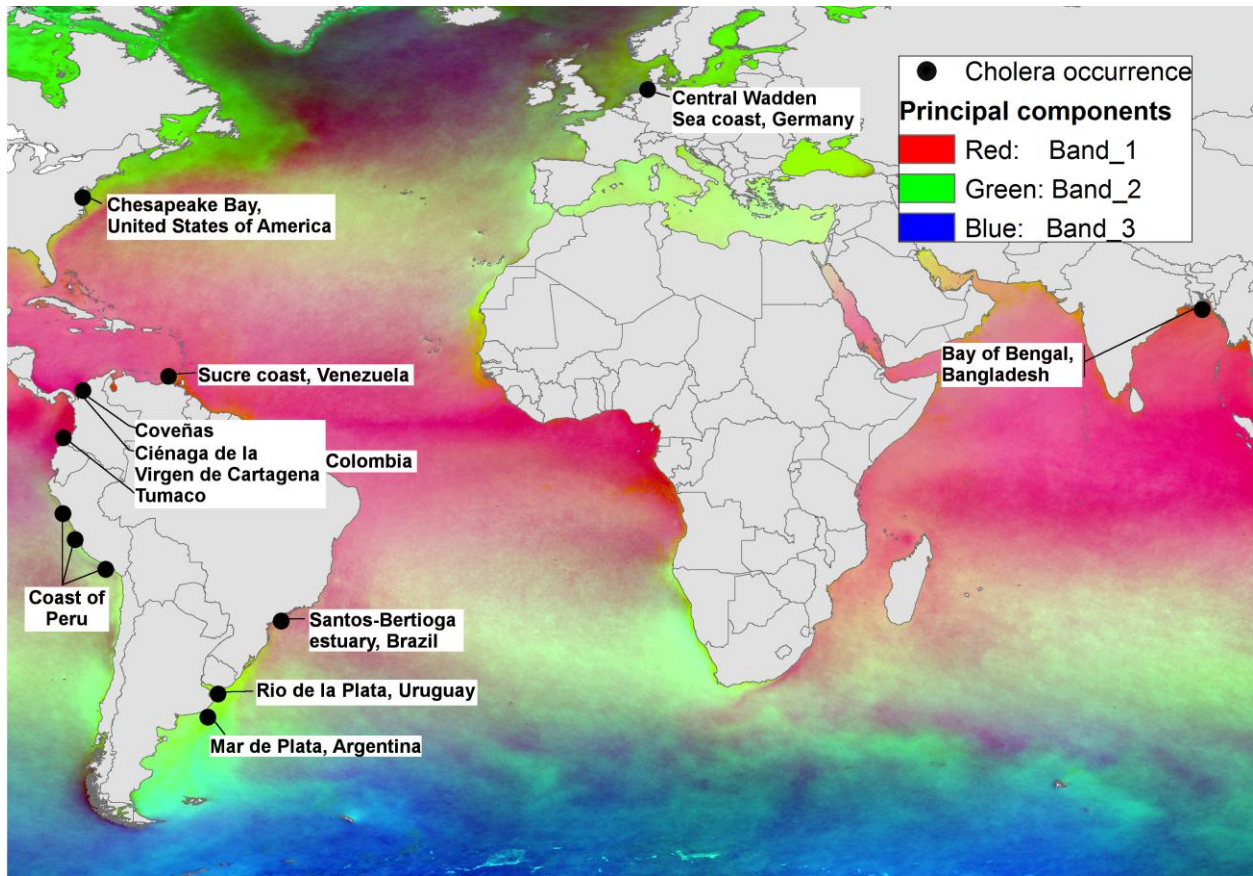 Cholera occurrence
Principal components
Red: Band_1
Green: Band_2
Blue: Band_3
Central Wadden
Sea coast, Germany
Chesapeake Bay,
United States of America
Bay of Bengal,
Bangladesh
Sucre coast, Venezuela
Coveñas
Ciénaga de la
Virgen de Cartagena
Colombia
Tumaco
Coast of
Peru
Santos-Bertioga
estuary, Brazil
Rio de la Plata, Uruguay
Mar de Plata, Argentina